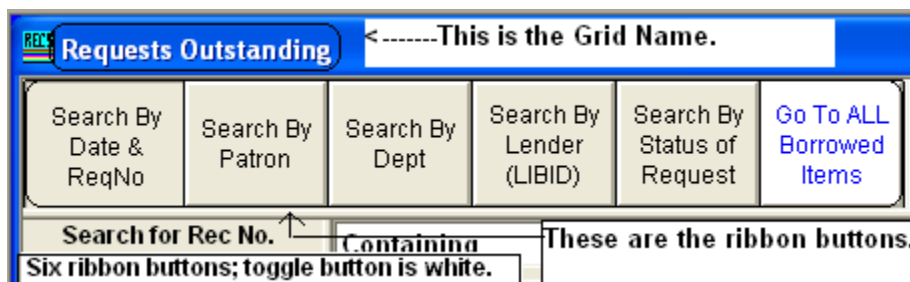 REC
Requests Outstanding
<-------This is the Grid Name.
Search By
Date &
ReqNo
Search By
Patron
Search By
Dept
Search By
Lender
(LIBID)
Search By
Status of
Request
Go To ALL
Borrowed
Items
Search for Rec No.
Containing
These are the ribbon buttons.
Six ribbon buttons; toggle button is white.